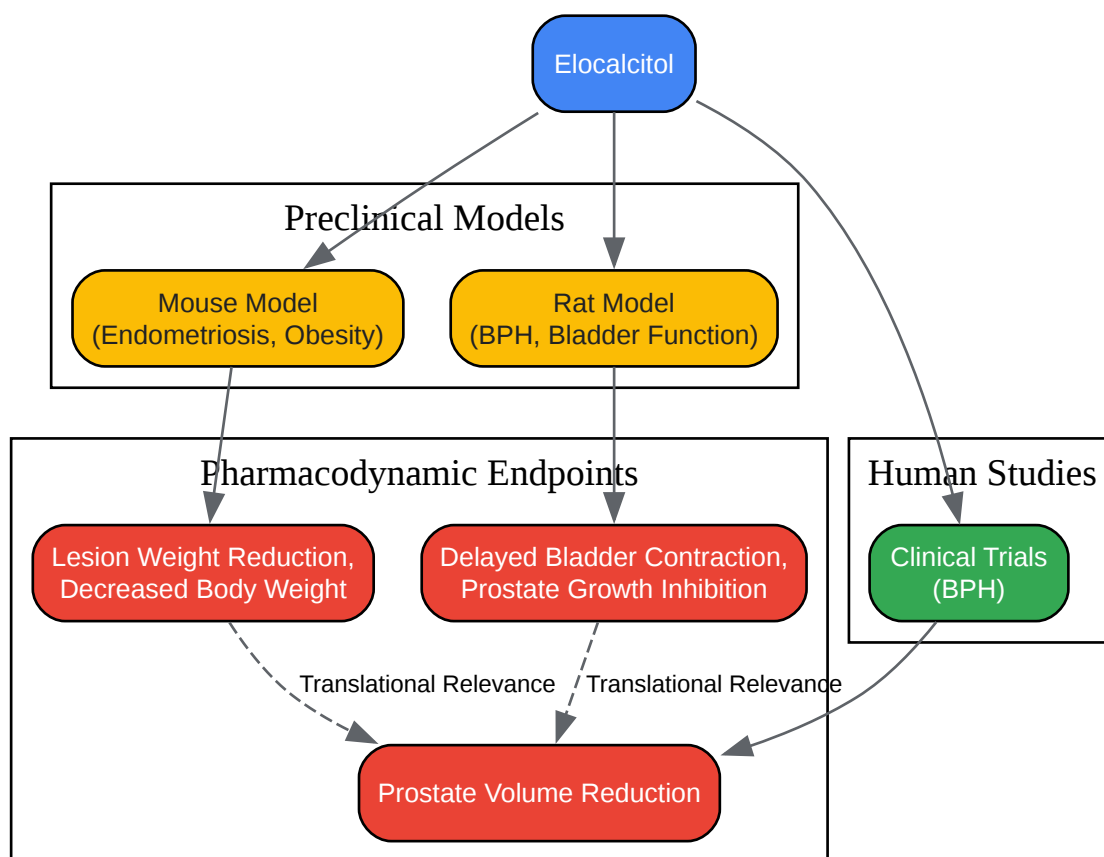 Elocalcitol
Preclinical Models
Mouse Model
(Endometriosis, Obesity)
Rat Model
(BPH, Bladder Function)
Pharmacodynamic Endpoints
Human Studies
Lesion Weight Reduction,
Decreased Body Weight
Delayed Bladder Contraction,
Prostate Growth Inhibition
Clinical Trials
(BPH)
Translational Relevance
Translational Relevance
Prostate Volume Reduction